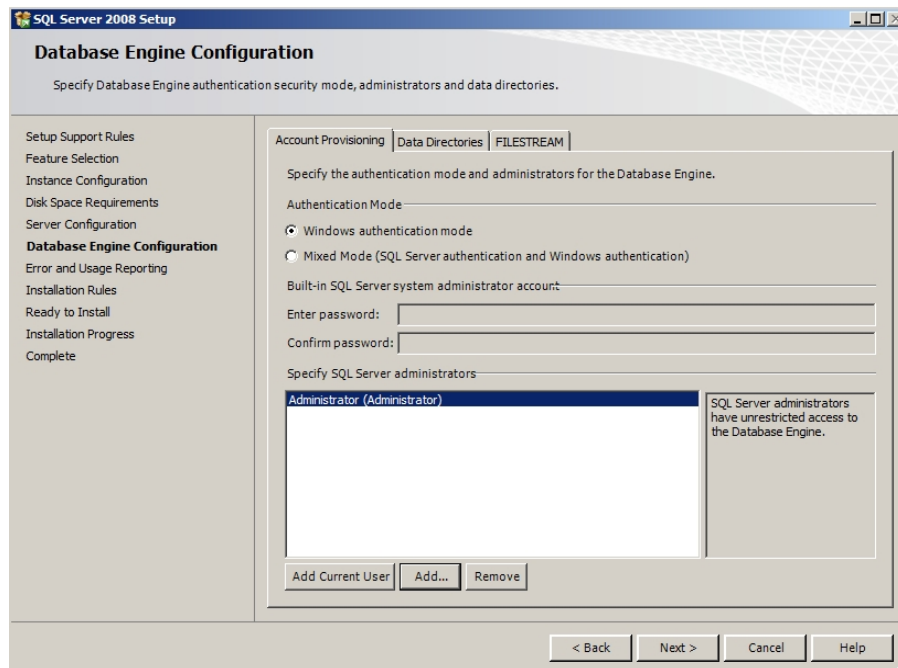 SQL Server 2008 Setup
Database Engine Configuration
Specify Database Engine authentication security mode, administrators and data directories.
Setup Support Rules
Feature Selection
Instance Configuration
Disk Space Requirements
Server Configuration
Database Engine Configuration
Error and Usage Reporting
Installation Rules
Ready to Install
Installation Progress
Complete
Account Provisioning Data Directories FILESTREAM
Specify the authentication mode and administrators for the Database Engine.
Authentication Mode
Windows authentication mode
Mixed Mode (SQL Server authentication and Windows authentication)
Built-in SQL Server system administrator account
Enter password:
Confirm password:
Specify SQL Server administrators
Administrator (Administrator)
SQL Server administrators
have unrestricted access to
the Database Engine.
Add Current User Add... Remove
< Back Next > Cancel Help